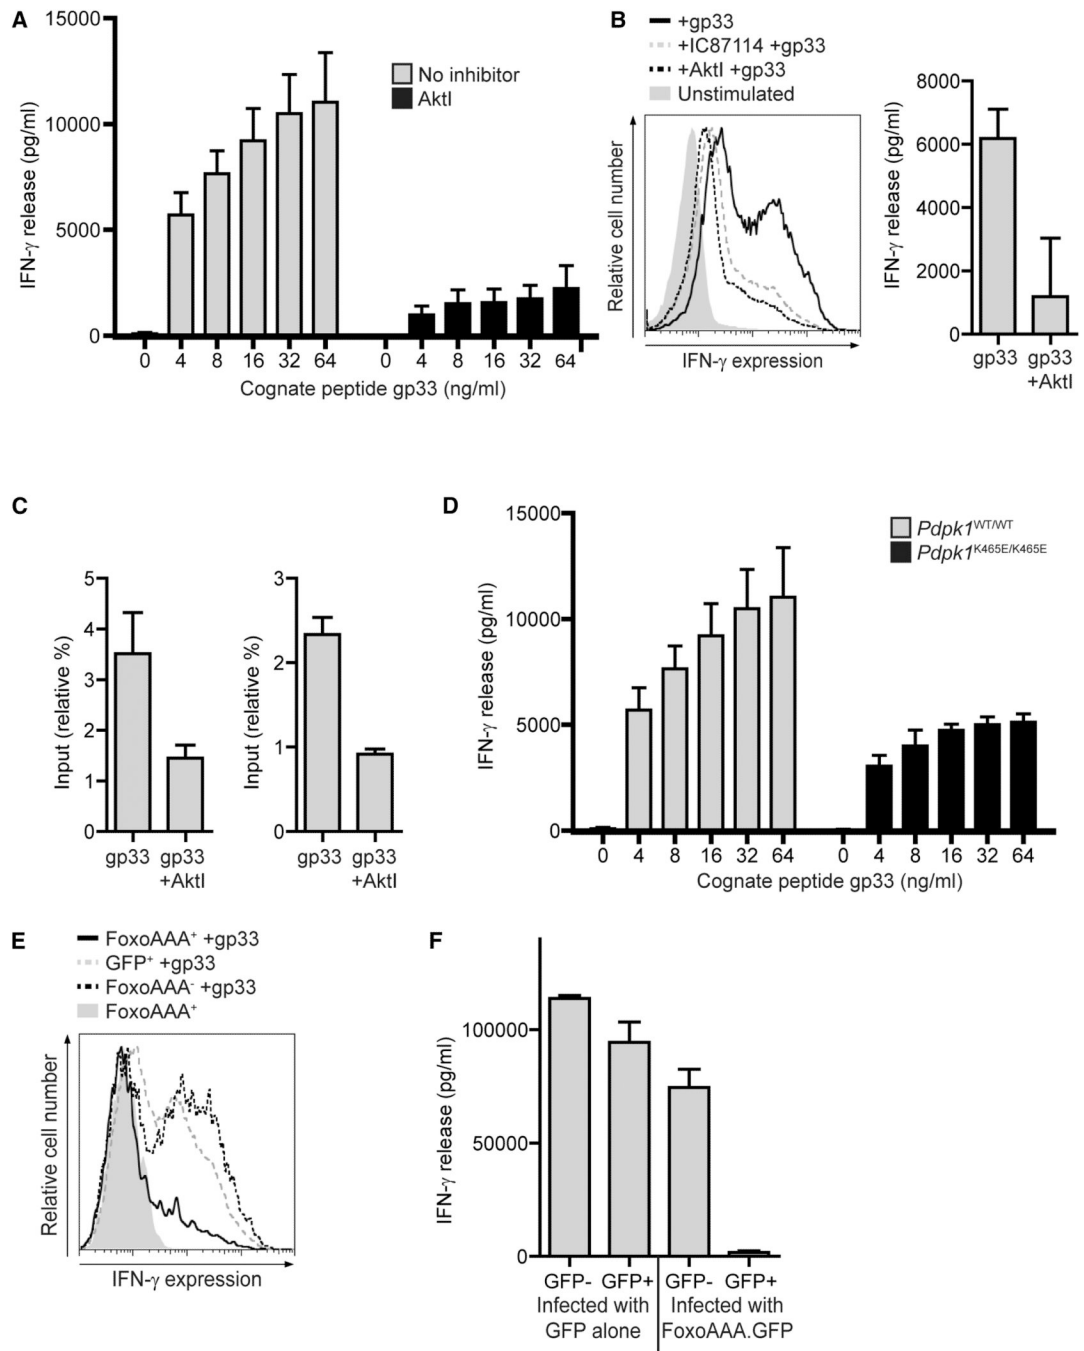 A
15000
10000
5000
0
IFN-γ release (pg/ml)
No inhibitor
AktI
0 4 8 16 32 64 0 4 8 16 32 64
Cognate peptide gp33 (ng/ml)
B
+gp33
+IC87114 +gp33
+AktI +gp33
Unstimulated
Relative cell number
IFN-γ expression
8000
6000
4000
2000
0
IFN-γ release (pg/ml)
gp33 gp33
+AktI
C
5
4
3
2
1
0
Input (relative %)
gp33 gp33
+AktI
3
2
1
0
Input (relative %)
gp33 gp33
+AktI
D
15000
10000
5000
0
IFN-γ release (pg/ml)
Pdpk1WT/WT
Pdpk1K465E/K465E
0 4 8 16 32 64 0 4 8 16 32 64
Cognate peptide gp33 (ng/ml)
E
FoxoAAA+ +gp33
GFP+ +gp33
FoxoAAA- +gp33
FoxoAAA+
Relative cell number
IFN-γ expression
F
100000
50000
0
IFN-γ release (pg/ml)
GFP- GFP+ GFP- GFP+
Infected with Infected with
GFP alone FoxoAAA.GFP